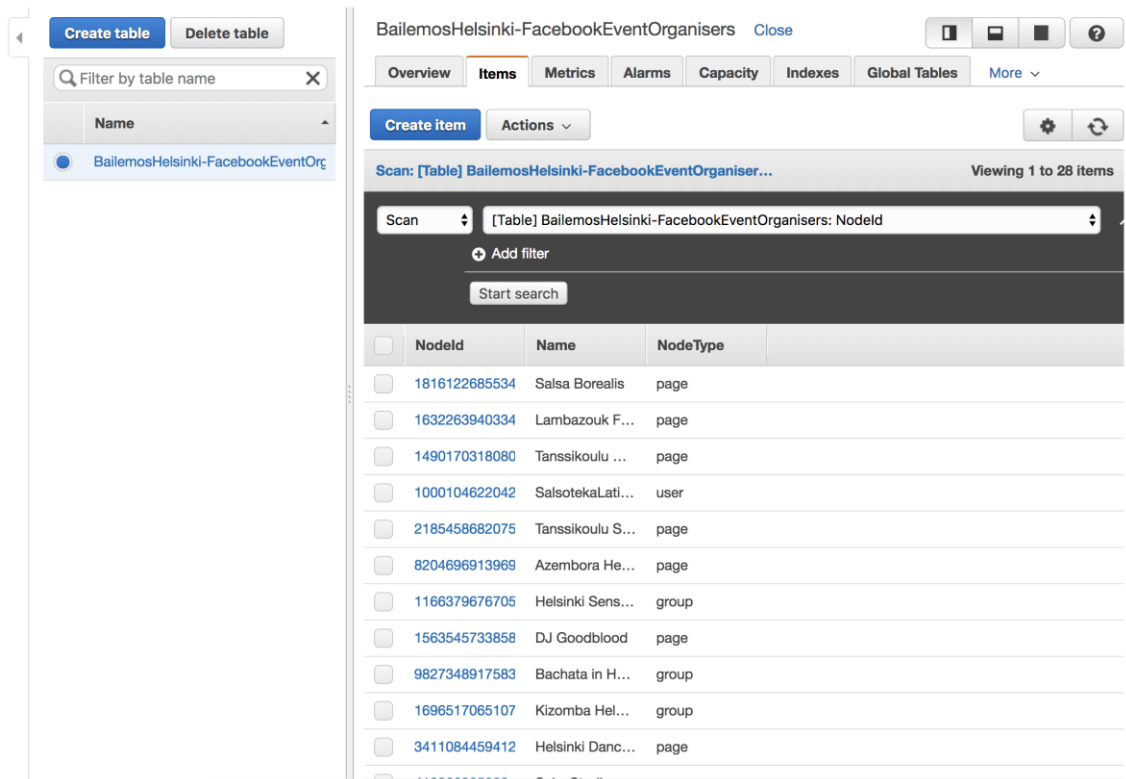 Create table Delete table
Filter by table name
Name
BailemosHelsinki-FacebookEventOrg
BailemosHelsinki-FacebookEventOrganisers Close
Overview Items Metrics Alarms Capacity Indexes Global Tables More
Create item Actions
Scan: [Table] BailemosHelsinki-FacebookEventOrganiser... Viewing 1 to 28 items
Scan [Table] BailemosHelsinki-FacebookEventOrganisers: NodeId
Add filter
Start search
NodeId Name NodeType
1816122685534 Salsa Borealis page
1632263940334 Lambazouk F... page
1490170318080 Tanssikoulu ... page
1000104622042 SalsotekaLati... user
2185458682075 Tanssikoulu S... page
8204696913969 Azembora He... page
1166379676705 Helsinki Sens... group
1563545733858 DJ Goodblood page
9827348917583 Bachata in H... group
1696517065107 Kizomba Hel... group
3411084459412 Helsinki Danc... page